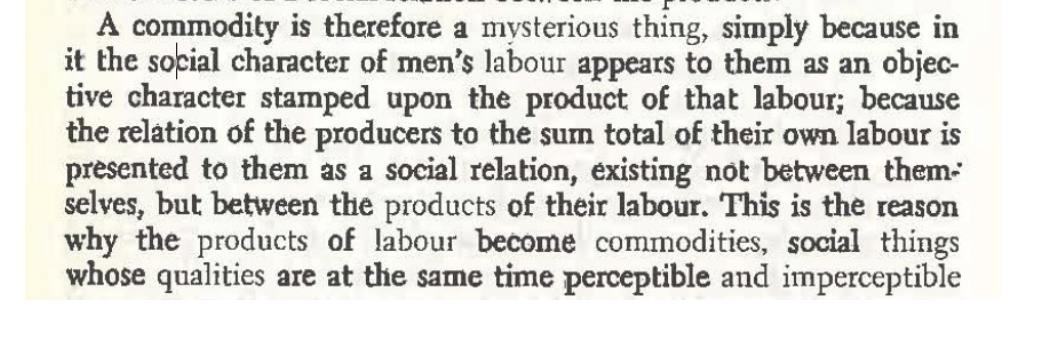 A commodity is therefore a mysterious thing, simply because in
it the social character of men's labour appears to them as an objec-
tive character stamped upon the product of that labour; because
the relation of the producers to the sum total of their own labour is
presented to them as a social relation, existing not between them-
selves, but between the products of their labour. This is the reason
why the products of labour become commodities, social things
whose qualities are at the same time perceptible and imperceptible